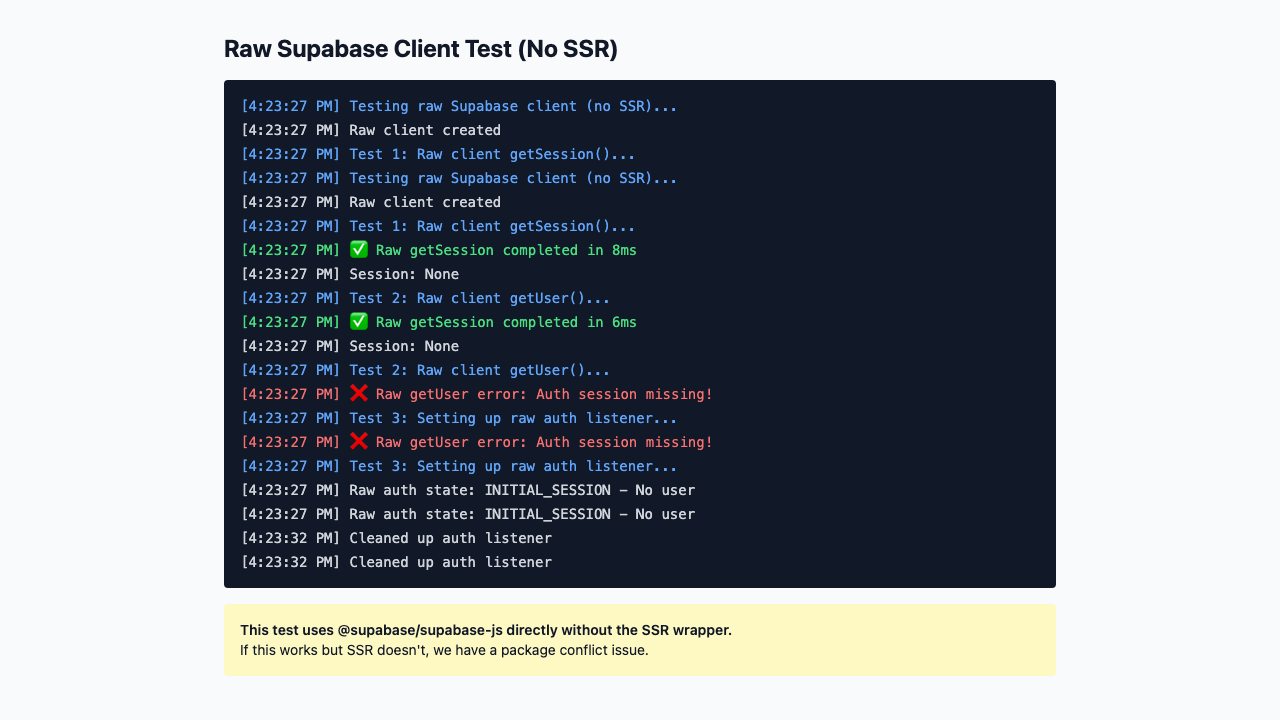 Raw Supabase Client Test (No SSR)
[4:23:27 PM] Testing raw Supabase client (no SSR)...
[4:23:27 PM] Raw client created
[4:23:27 PM] Test 1: Raw client getSession()...
[4:23:27 PM] Testing raw Supabase client (no SSR)...
[4:23:27 PM] Raw client created
[4:23:27 PM] Test 1: Raw client getSession()...
[4:23:27 PM] ✅ Raw getSession completed in 8ms
[4:23:27 PM] Session: None
[4:23:27 PM] Test 2: Raw client getUser()...
[4:23:27 PM] ✅ Raw getSession completed in 6ms
[4:23:27 PM] Session: None
[4:23:27 PM] Test 2: Raw client getUser()...
[4:23:27 PM] ❌ Raw getUser error: Auth session missing!
[4:23:27 PM] Test 3: Setting up raw auth listener...
[4:23:27 PM] ❌ Raw getUser error: Auth session missing!
[4:23:27 PM] Test 3: Setting up raw auth listener...
[4:23:27 PM] Raw auth state: INITIAL_SESSION - No user
[4:23:27 PM] Raw auth state: INITIAL_SESSION - No user
[4:23:32 PM] Cleaned up auth listener
[4:23:32 PM] Cleaned up auth listener
This test uses @supabase/supabase-js directly without the SSR wrapper.
If this works but SSR doesn't, we have a package conflict issue.